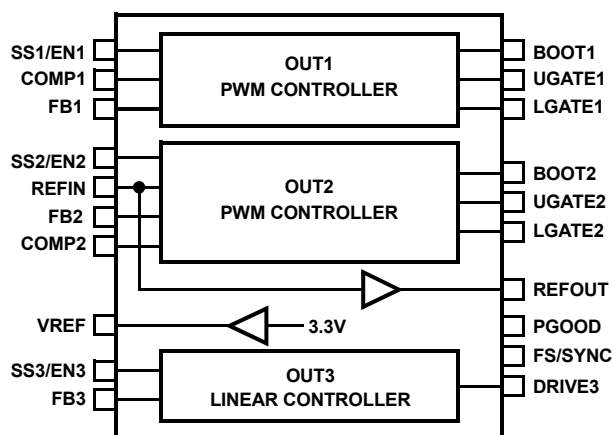 SS1/EN1
COMP1
FB1
OUT1
PWM CONTROLLER
BOOT1
UGATE1
LGATE1
SS2/EN2
REFIN
FB2
COMP2
OUT2
PWM CONTROLLER
BOOT2
UGATE2
LGATE2
REFOUT
VREF
3.3V
PGOOD
FS/SYNC
SS3/EN3
FB3
OUT3
LINEAR CONTROLLER
DRIVE3